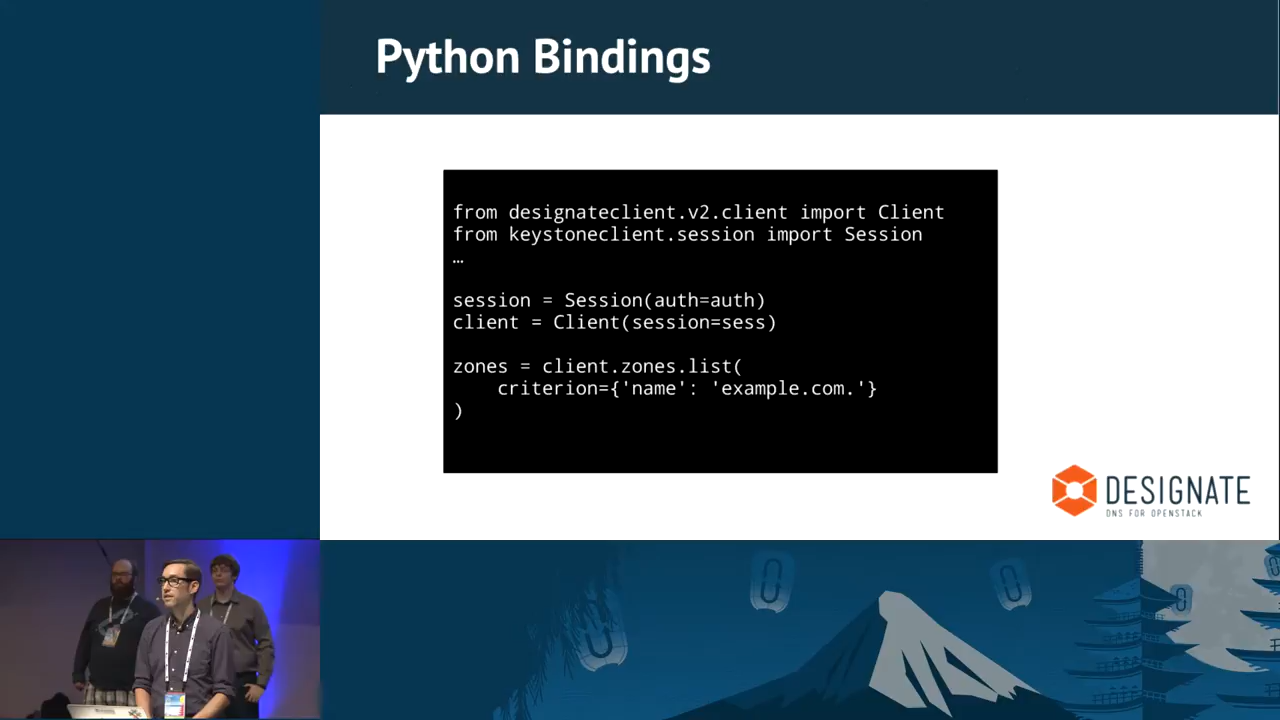 Python Bindings
from designateclient.v2.client import Client
from keystoneclient.session import Session
…
session = Session(auth=auth)
client = Client(session=sess)
zones = client.zones.list(
    criterion={'name': 'example.com.'}
)
DESIGNATE
DNS FOR OPENSTACK